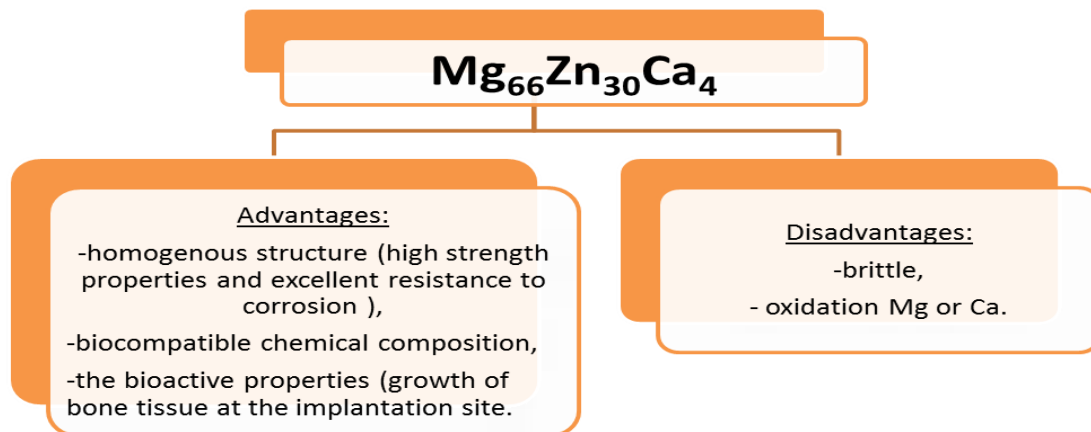 Mg₆₆Zn₃₀Ca₄
Advantages:
-homogenous structure (high strength
properties and excellent resistance to
corrosion ),
-biocompatible chemical composition,
-the bioactive properties (growth of
bone tissue at the implantation site.
Disadvantages:
-brittle,
- oxidation Mg or Ca.